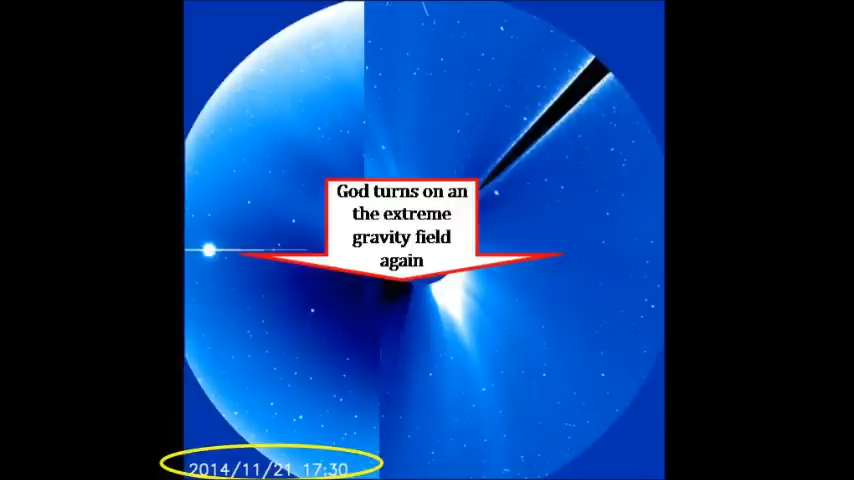 God turns on an
the extreme
gravity field
again
2014/11/21 17:30